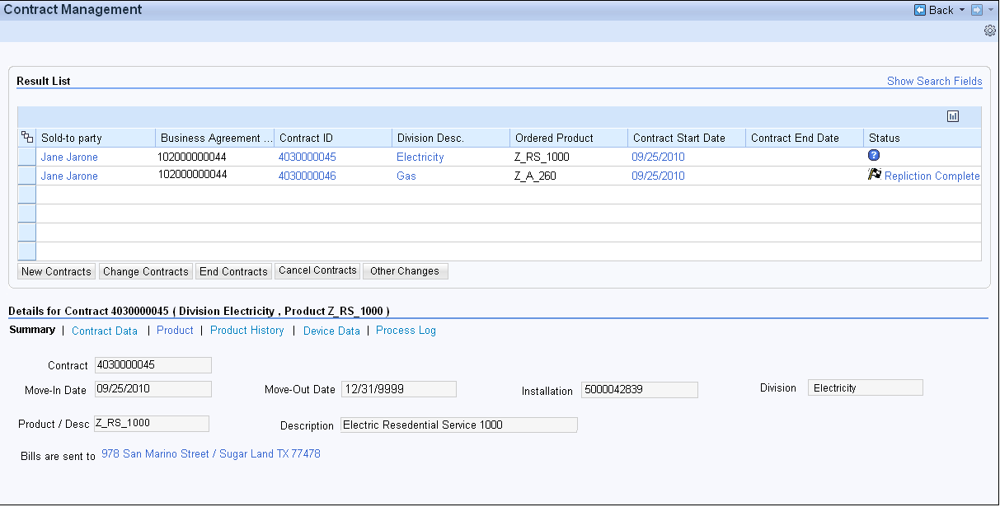 Contract Management Back
Result List Show Search Fields
Sold-to party Business Agreement ... Contract ID Division Desc. Ordered Product Contract Start Date Contract End Date Status
Jane Jarone 102000000044 4030000045 Electricity Z_RS_1000 09/25/2010 ?
Jane Jarone 102000000044 4030000046 Gas Z_A_260 09/25/2010 Repliction Complete
New Contracts Change Contracts End Contracts Cancel Contracts Other Changes
Details for Contract 4030000045 ( Division Electricity , Product Z_RS_1000 )
Summary | Contract Data | Product | Product History | Device Data | Process Log
Contract 4030000045
Move-In Date 09/25/2010 Move-Out Date 12/31/9999 Installation 5000042839 Division Electricity
Product / Desc Z_RS_1000 Description Electric Resedential Service 1000
Bills are sent to 978 San Marino Street / Sugar Land TX 77478